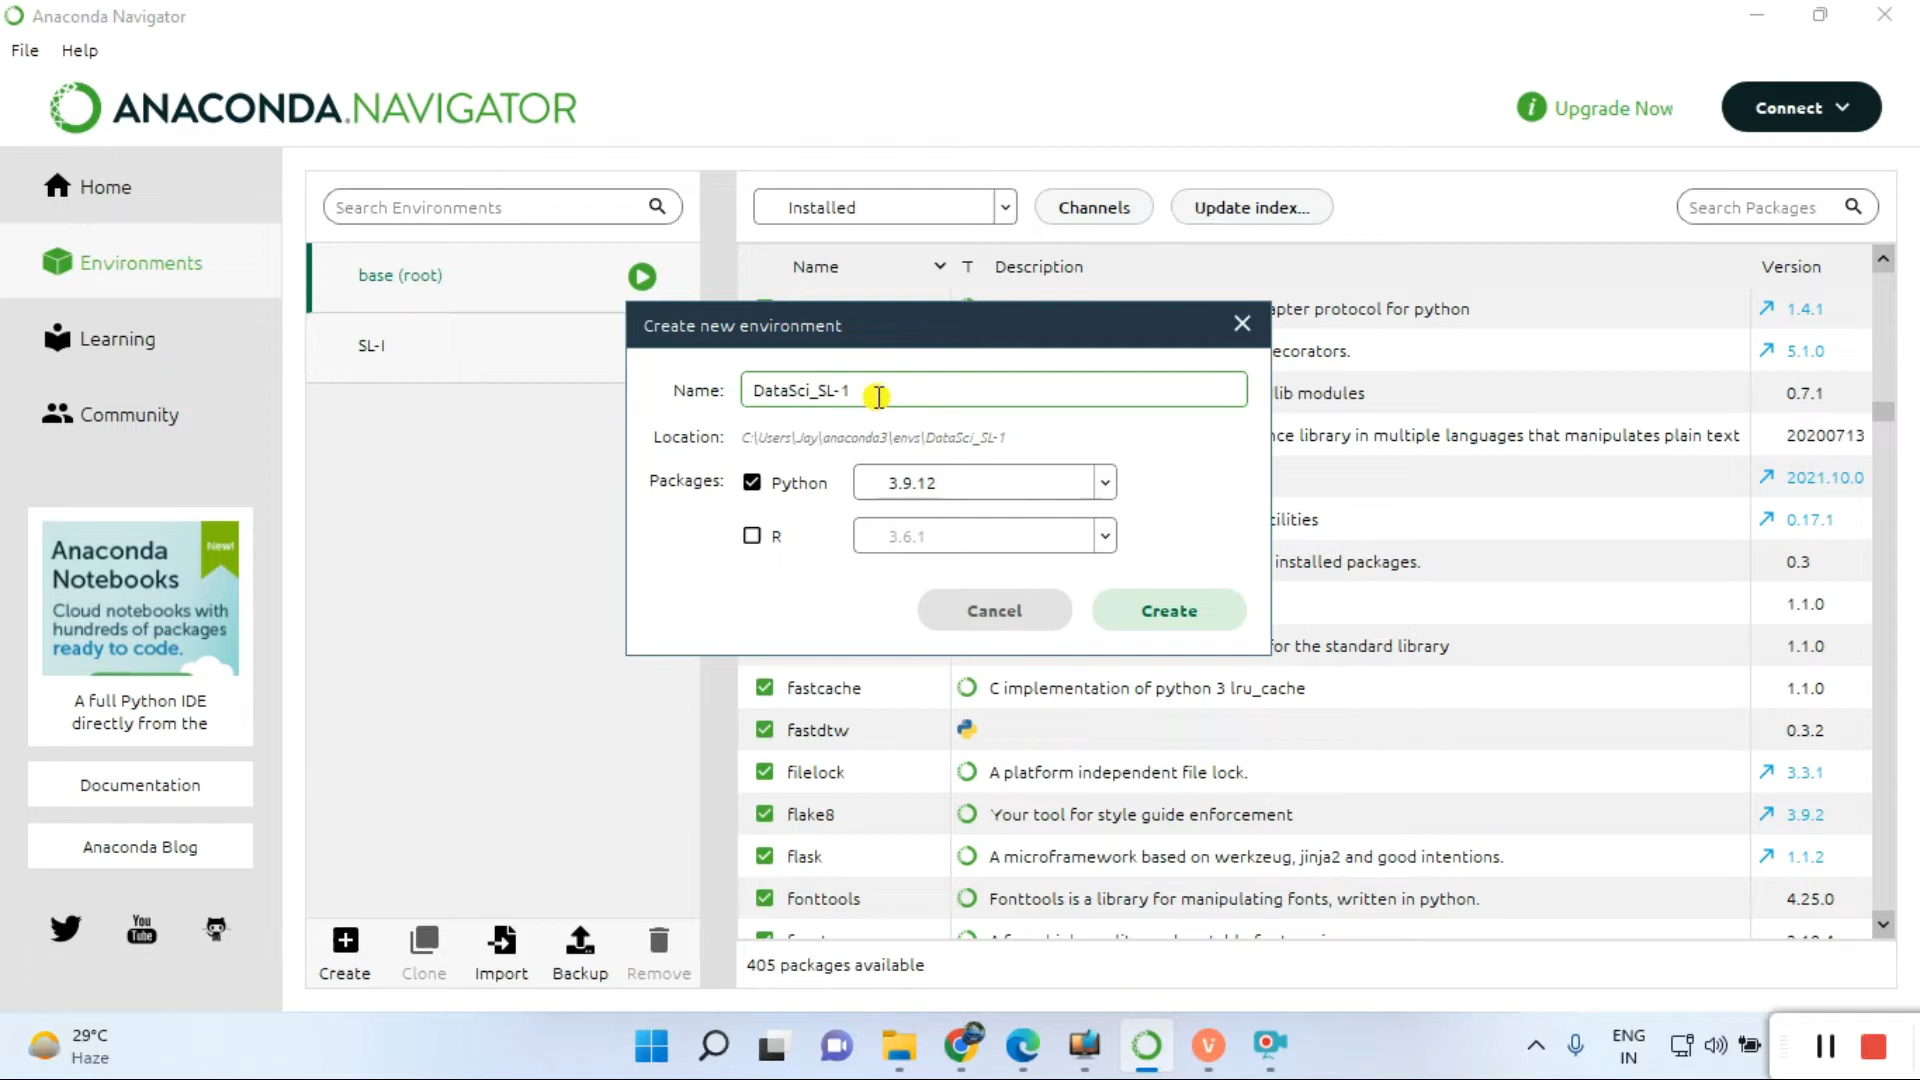 Anaconda Navigator
File Help
ANACONDA.NAVIGATOR
Upgrade Now
Connect
Home
Environments
Learning
Community
Anaconda
Notebooks
New!
Cloud notebooks with
hundreds of packages
ready to code.
A full Python IDE
directly from the
Documentation
Anaconda Blog
You
Tube
Search Environments
base (root)
SL-I
Create Clone Import Backup Remove
Installed
Channels
Update index...
Search Packages
Name T Description Version
apter protocol for python 1.4.1
ecorators. 5.1.0
lib modules 0.7.1
nce library in multiple languages that manipulates plain text 20200713
2021.10.0
tilities 0.17.1
installed packages. 0.3
1.1.0
for the standard library 1.1.0
fastcache C implementation of python 3 lru_cache 1.1.0
fastdtw 0.3.2
filelock A platform independent file lock. 3.3.1
flake8 Your tool for style guide enforcement 3.9.2
flask A microframework based on werkzeug, jinja2 and good intentions. 1.1.2
fonttools Fonttools is a library for manipulating fonts, written in python. 4.25.0
405 packages available
Create new environment
Name: DataSci_SL-1
Location: C:\Users\Jay\anaconda3\envs\DataSci_SL-1
Packages: Python 3.9.12
R 3.6.1
Cancel Create
29°C
Haze
ENG
IN